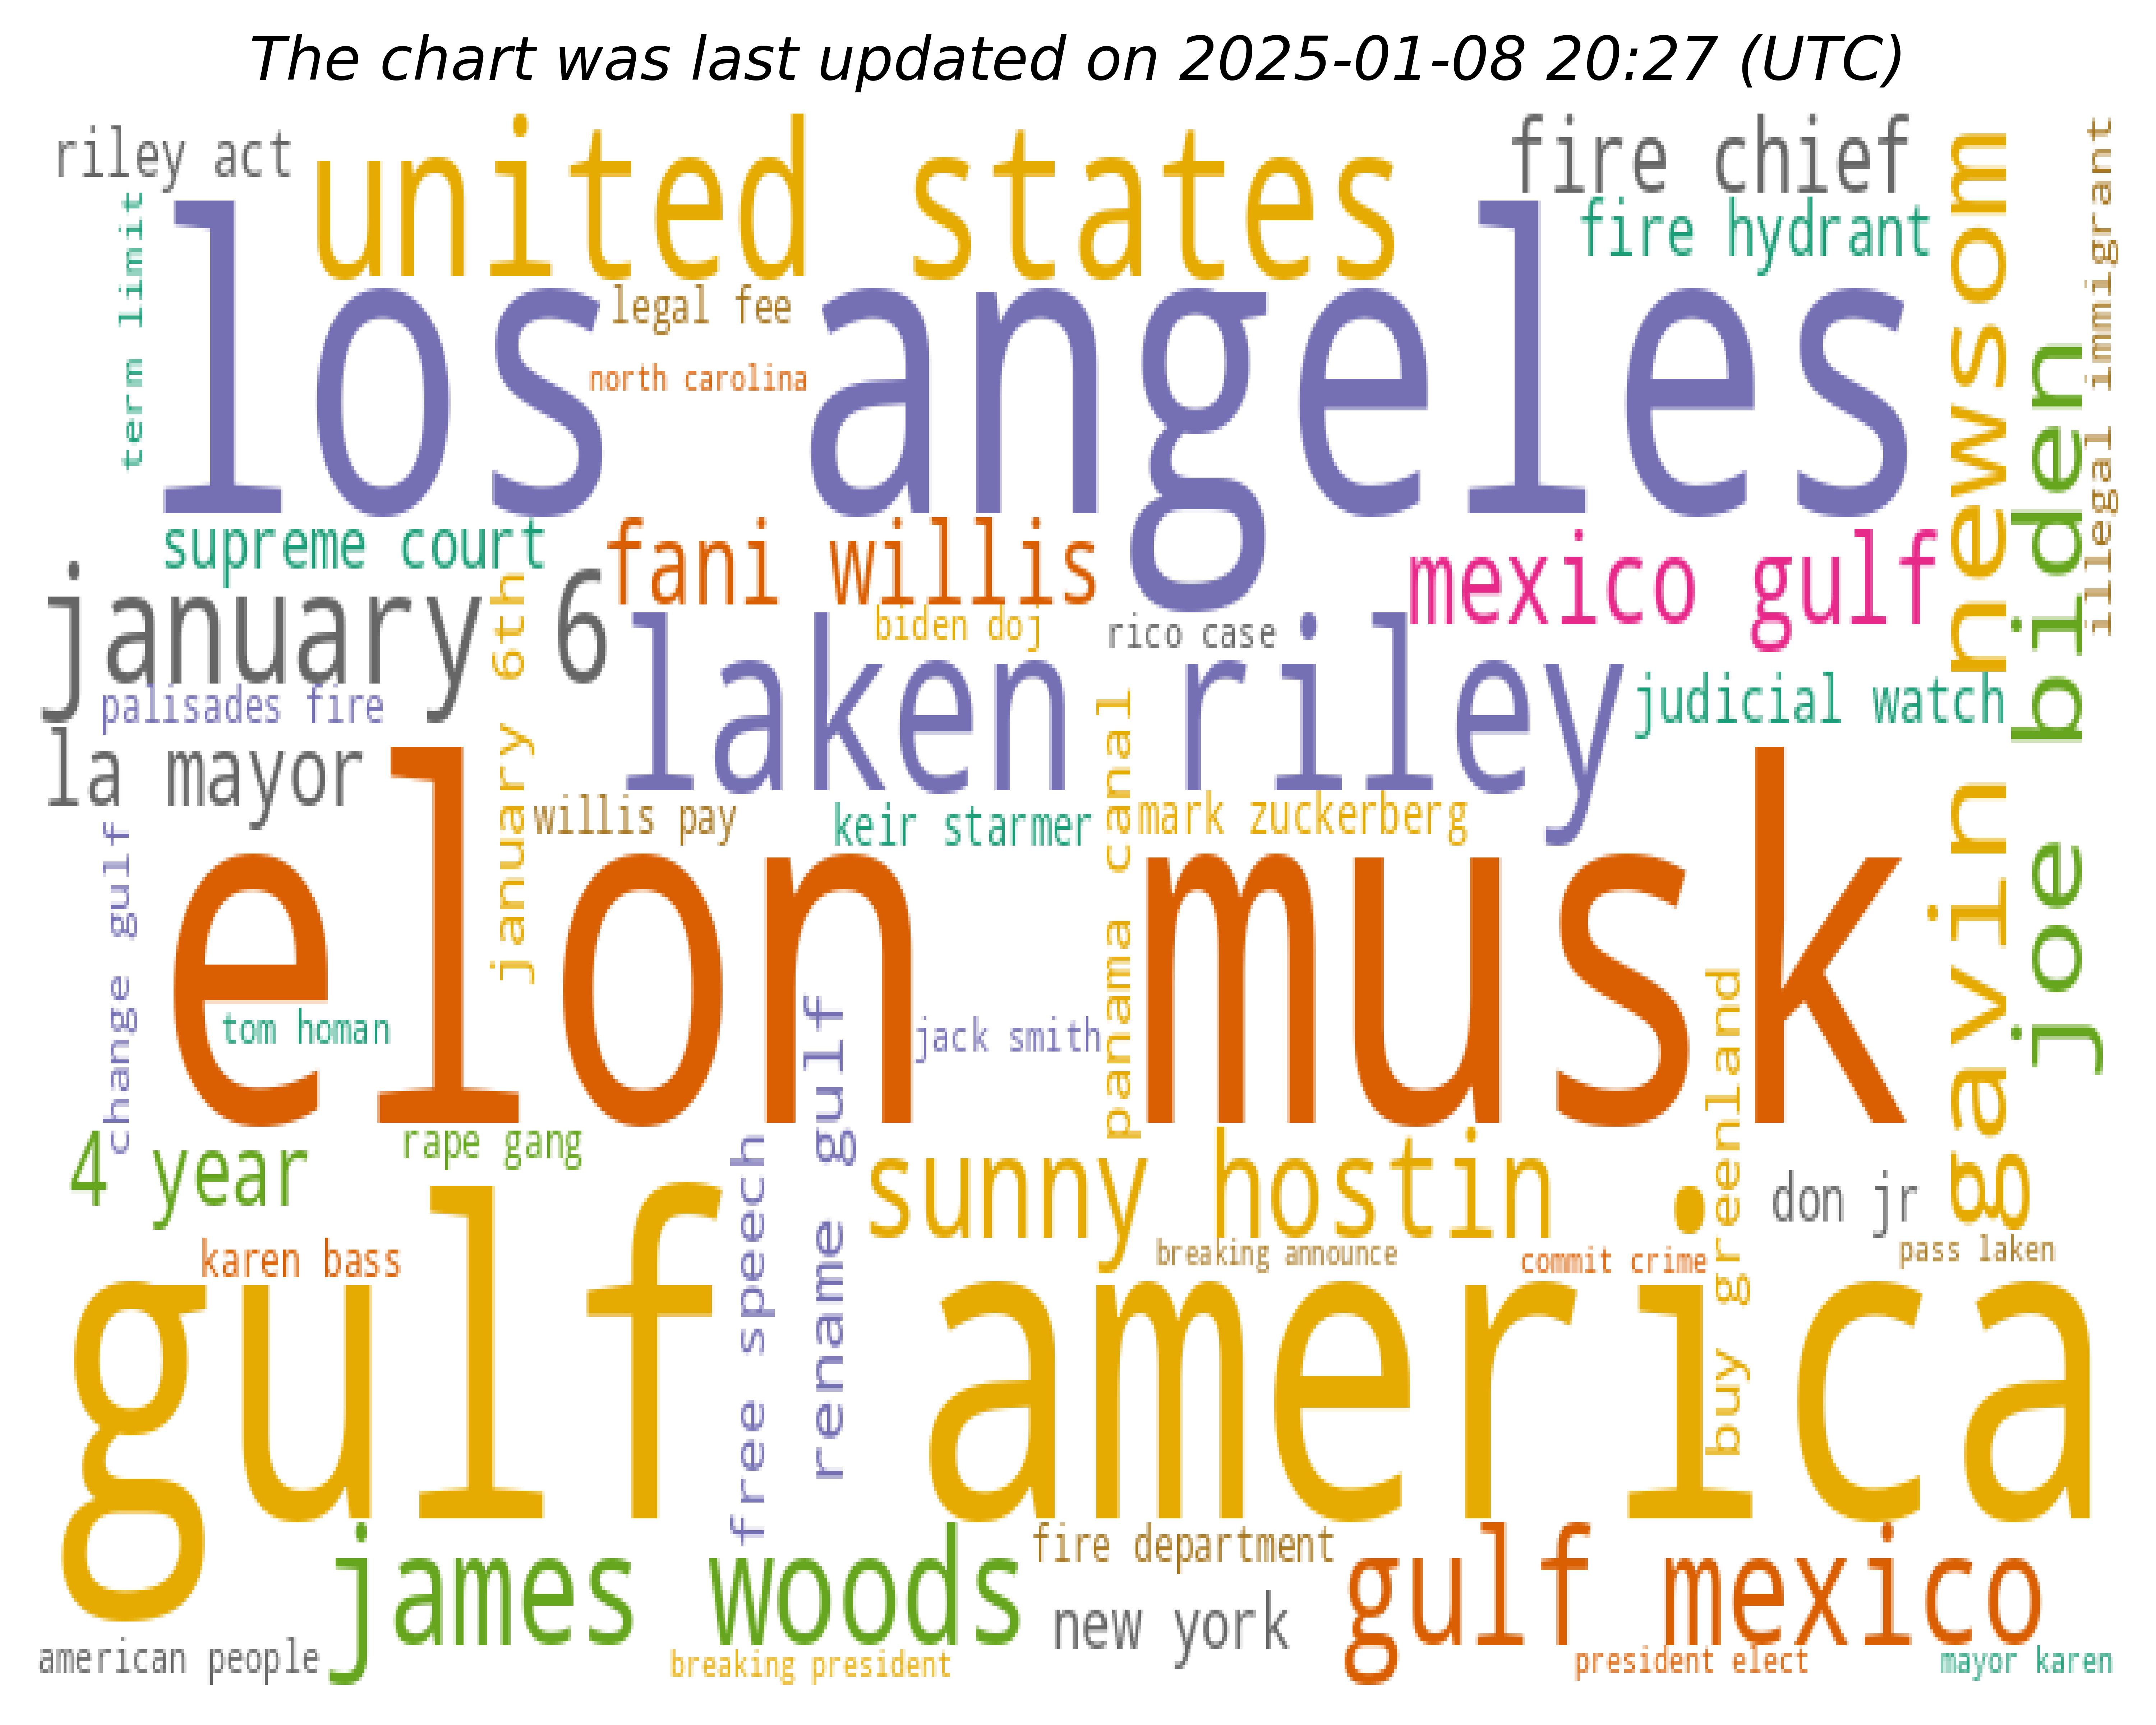 The chart was last updated on 2025-01-08 20:27 (UTC)
riley act
united states
fire chief
fire hydrant
term limit
los angeles
legal fee
north carolina
gavin newsom
joe biden
illegal immigrant
supreme court
fani willis
mexico gulf
january 6
january 6th
biden doj
rico case
laken riley
palisades fire
judicial watch
la mayor
willis pay
keir starmer
panama canal
mark zuckerberg
change gulf
elon musk
tom homan
jack smith
4 year
rape gang
free speech
rename gulf
sunny hostin
buy greenland
don jr
karen bass
breaking announce
commit crime
pass laken
gulf america
james woods
fire department
new york
gulf mexico
american people
breaking president
president elect
mayor karen